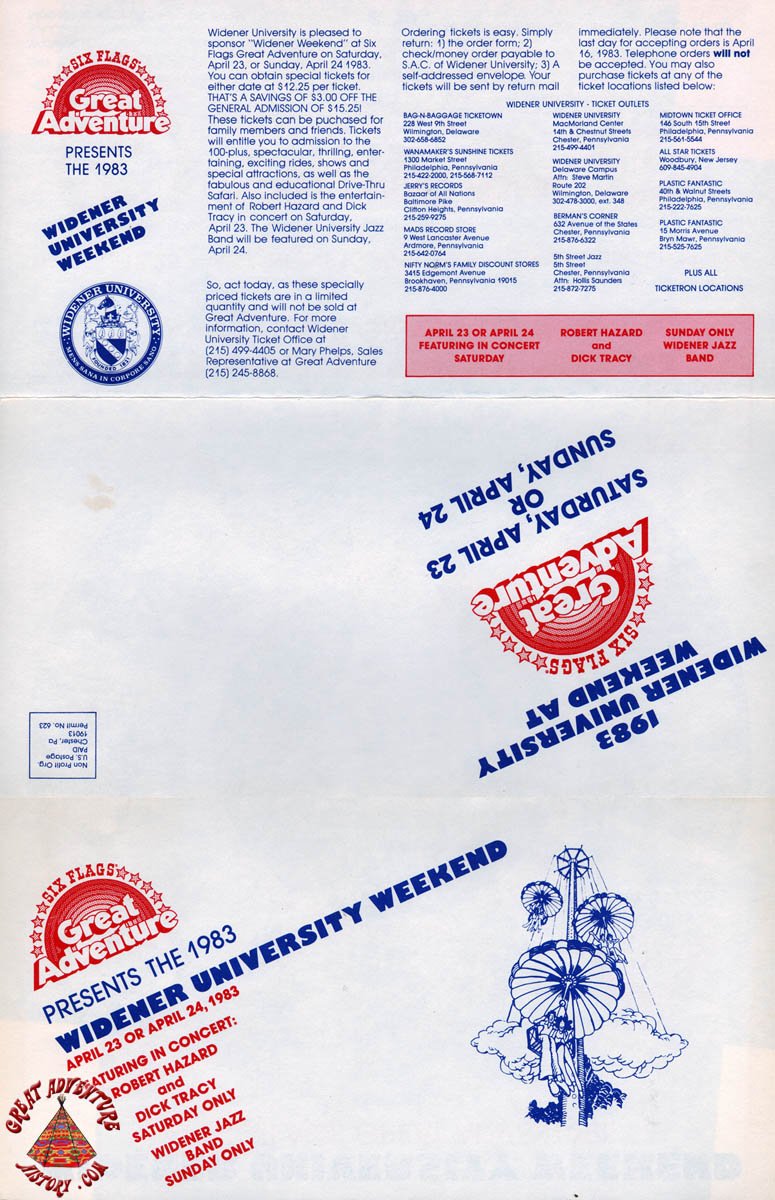 SIX FLAGS®
Great
Adventure
PRESENTS
THE 1983
WIDENER
UNIVERSITY
WEEKEND
WIDENER UNIVERSITY
FOUNDED 1821
MENS SANA IN CORPORE SANO
Widener University is pleased to
sponsor "Widener Weekend" at Six
Flags Great Adventure on Saturday,
April 23, or Sunday, April 24 1983.
You can obtain special tickets for
either date at $12.25 per ticket.
THAT'S A SAVINGS OF $3.00 OFF THE
GENERAL ADMISSION OF $15.25!
These tickets can be puchased for
family members and friends. Tickets
will entitle you to admission to the
100-plus, spectacular, thrilling, enter-
taining, exciting rides, shows and
special attractions, as well as the
fabulous and educational Drive-Thru
Safari. Also included is the entertain-
ment of Robert Hazard and Dick
Tracy in concert on Saturday,
April 23. The Widener University Jazz
Band will be featured on Sunday,
April 24.
So, act today, as these specially
priced tickets are in a limited
quantity and will not be sold at
Great Adventure. For more
information, contact Widener
University Ticket Office at
(215) 499-4405 or Mary Phelps, Sales
Representative at Great Adventure
(215) 245-8868.
Ordering tickets is easy. Simply
return: 1) the order form; 2)
check/money order payable to
S.A.C. of Widener University; 3) A
self-addressed envelope. Your
tickets will be sent by return mail
immediately. Please note that the
last day for accepting orders is April
16, 1983. Telephone orders will not
be accepted. You may also
purchase tickets at any of the
ticket locations listed below:
WIDENER UNIVERSITY - TICKET OUTLETS
BAG-N-BAGGAGE TICKETOWN
228 West 9th Street
Wilmington, Delaware
302-658-6852
WANAMAKER'S SUNSHINE TICKETS
1300 Market Street
Philadelphia, Pennsylvania
215-422-2000, 215-568-7112
JERRY'S RECORDS
Bazaar of All Nations
Baltimore Pike
Clifton Heights, Pennsylvania
215-259-9275
MADS RECORD STORE
9 West Lancaster Avenue
Ardmore, Pennsylvania
215-642-0764
NIFTY NORM'S FAMILY DISCOUNT STORES
3415 Edgemont Avenue
Brookhaven, Pennsylvania 19015
215-876-4000
WIDENER UNIVERSITY
MacMorland Center
14th & Chestnut Streets
Chester, Pennsylvania
215-499-4401
WIDENER UNIVERSITY
Delaware Campus
Attn: Steve Martin
Route 202
Wilmington, Delaware
302-478-3000, ext. 348
BERMAN'S CORNER
632 Avenue of the States
Chester, Pennsylvania
215-876-6322
5th Street Jazz
5th Street
Chester, Pennsylvania
Attn: Hollis Saunders
215-872-7275
MIDTOWN TICKET OFFICE
146 South 15th Street
Philadelphia, Pennsylvania
215-561-5544
ALL STAR TICKETS
Woodbury, New Jersey
609-845-4904
PLASTIC FANTASTIC
40th & Walnut Streets
Philadelphia, Pennsylvania
215-222-7625
PLASTIC FANTASTIC
15 Morris Avenue
Bryn Mawr, Pennsylvania
215-525-7625
PLUS ALL
TICKETRON LOCATIONS
APRIL 23 OR APRIL 24
FEATURING IN CONCERT
SATURDAY
ROBERT HAZARD
and
DICK TRACY
SUNDAY ONLY
WIDENER JAZZ
BAND
1983
WIDENER UNIVERSITY
WEEKEND AT
SIX FLAGS®
Great
Adventure
SATURDAY, APRIL 23
OR
SUNDAY, APRIL 24
Non Profit Org.
U.S. Postage
PAID
Chester, Pa
19013
Permit No. 623
SIX FLAGS®
Great
Adventure
PRESENTS THE 1983
WIDENER UNIVERSITY WEEKEND
APRIL 23 OR APRIL 24, 1983
ATURING IN CONCERT:
ROBERT HAZARD
and
DICK TRACY
SATURDAY ONLY
WIDENER JAZZ
BAND
SUNDAY ONLY
GREAT ADVENTURE
HISTORY.COM